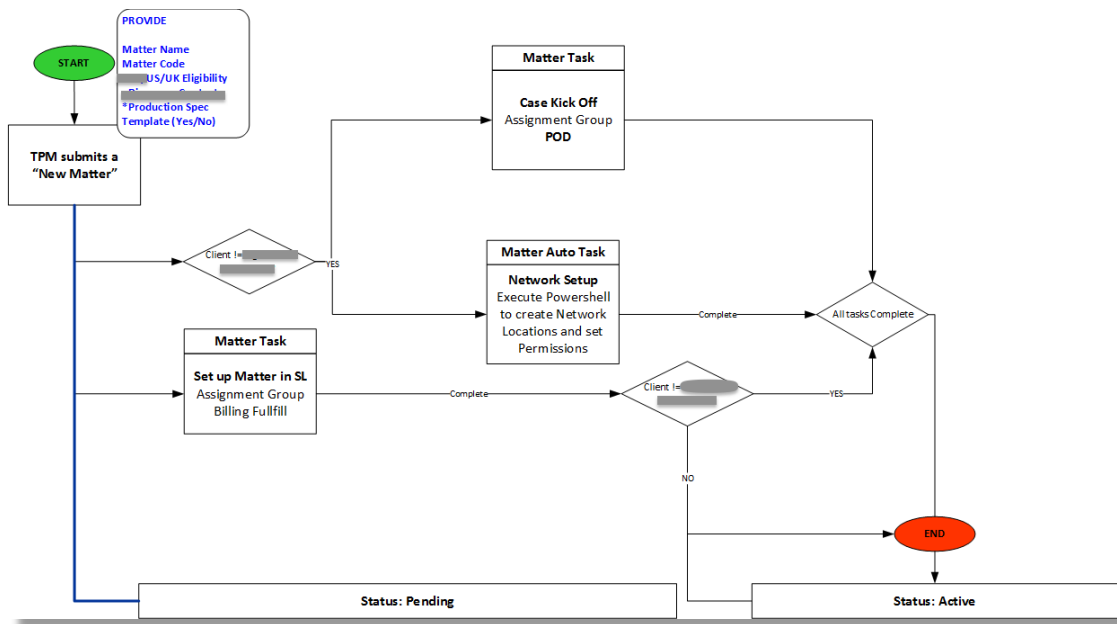 PROVIDE
Matter Name
Matter Code
US/UK Eligibility
*Production Spec
Template (Yes/No)
START
TPM submits a
“New Matter”
Matter Task
Case Kick Off
Assignment Group
POD
Client !=
YES
Matter Auto Task
Network Setup
Execute Powershell
to create Network
Locations and set
Permissions
Complete
All tasks Complete
Matter Task
Set up Matter in SL
Assignment Group
Billing Fullfill
Complete
Client !=
YES
NO
END
Status: Pending
Status: Active